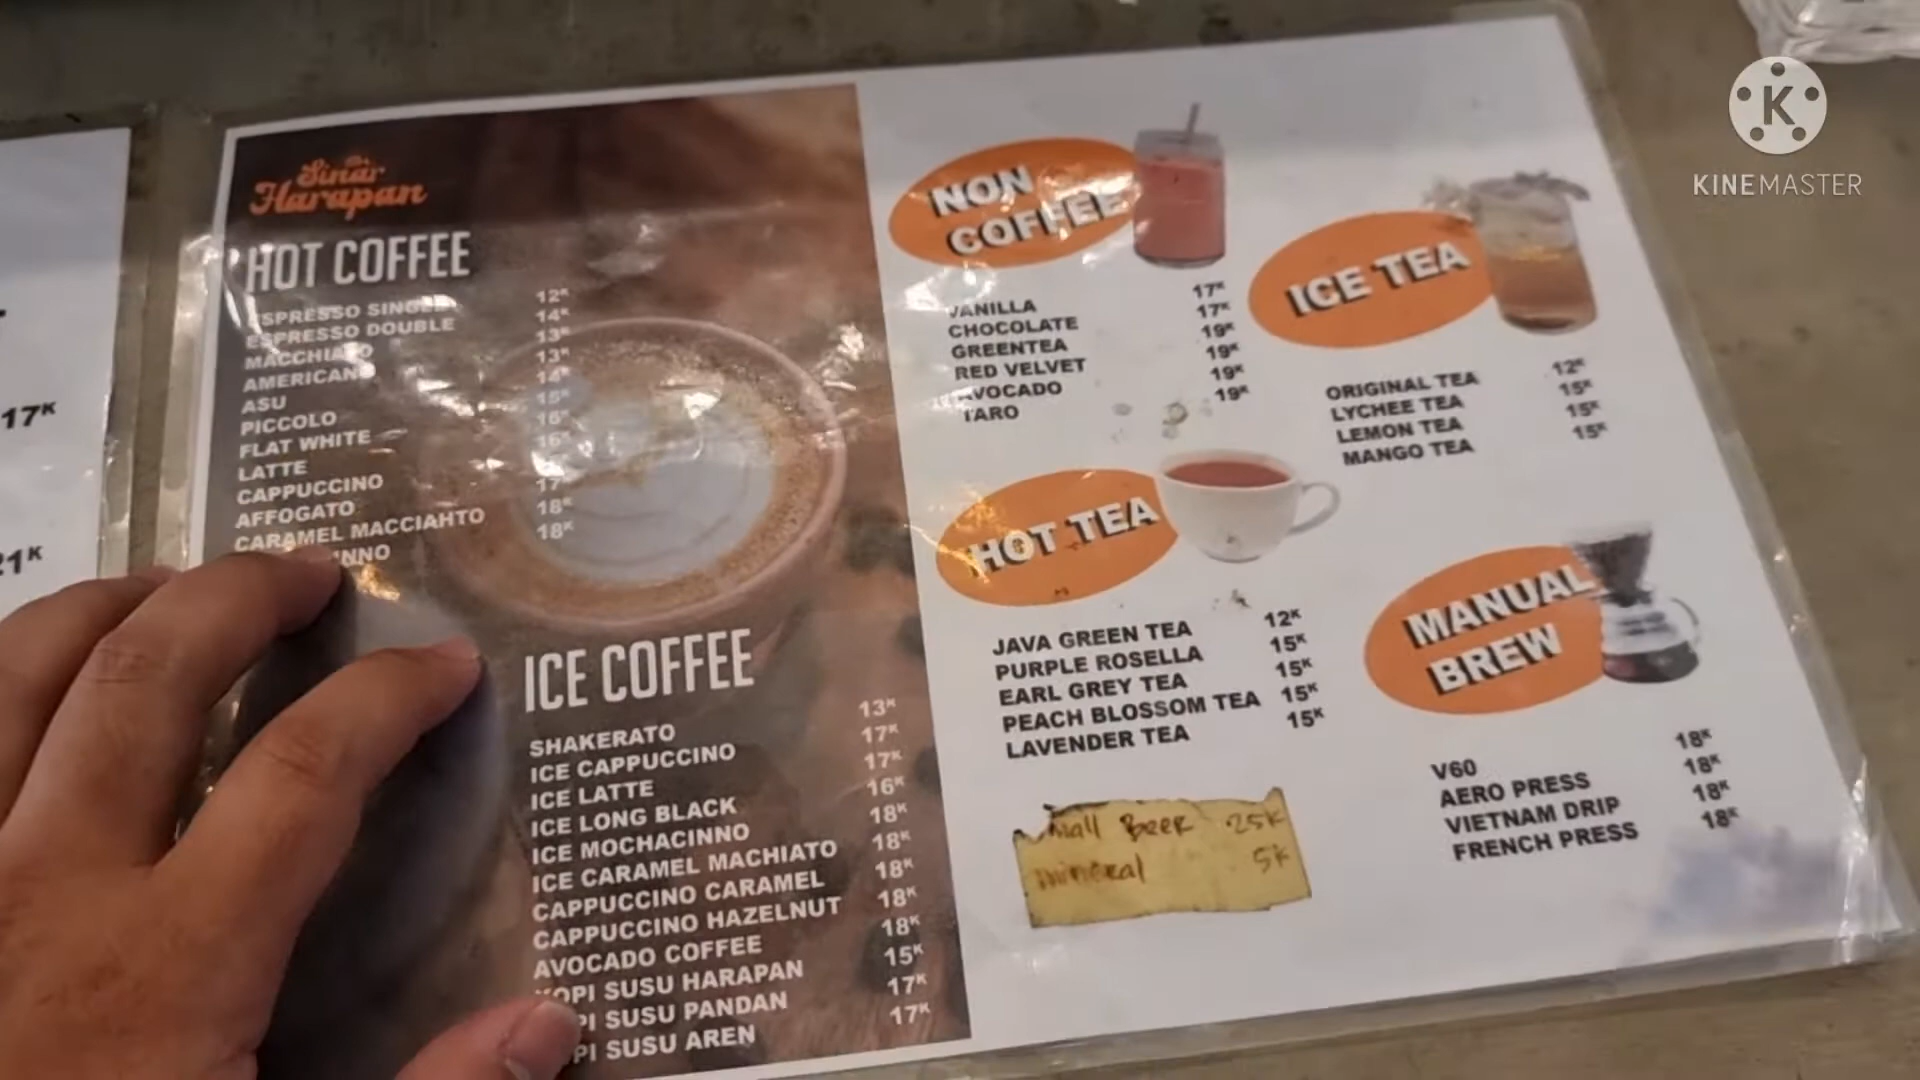 17K
21K
Sinar
Harapan
HOT COFFEE
ESPRESSO SINGLE 12K
ESPRESSO DOUBLE 14K
MACCHIATO 13K
AMERICANO 13K
ASU 14K
PICCOLO 15K
FLAT WHITE 16K
LATTE 16K
CAPPUCCINO
AFFOGATO 17
CARAMEL MACCIAHTO 18K
INNO 18K
ICE COFFEE
SHAKERATO 13K
ICE CAPPUCCINO 17K
ICE LATTE 17K
ICE LONG BLACK 16K
ICE MOCHACINNO 18K
ICE CARAMEL MACHIATO 18K
CAPPUCCINO CARAMEL 18K
CAPPUCCINO HAZELNUT 18K
AVOCADO COFFEE 18K
KOPI SUSU HARAPAN 15K
PI SUSU PANDAN 17K
PI SUSU AREN 17K
NON
COFFEE
VANILLA 17K
CHOCOLATE 17K
GREENTEA 19K
RED VELVET 19K
AVOCADO 19K
TARO 19K
ICE TEA
ORIGINAL TEA 12K
LYCHEE TEA 15K
LEMON TEA 15K
MANGO TEA 15K
HOT TEA
JAVA GREEN TEA 12K
PURPLE ROSELLA 15K
EARL GREY TEA 15K
PEACH BLOSSOM TEA 15K
LAVENDER TEA 15K
MANUAL
BREW
V60 18K
AERO PRESS 18K
VIETNAM DRIP 18K
FRENCH PRESS 18K
Small Beer 25K
mineral 5K
K
KINEMASTER